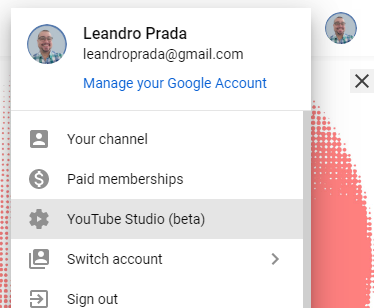 Leandro Prada
leandroprada@gmail.com
Manage your Google Account
Your channel
Paid memberships
YouTube Studio (beta)
Switch account
Sign out